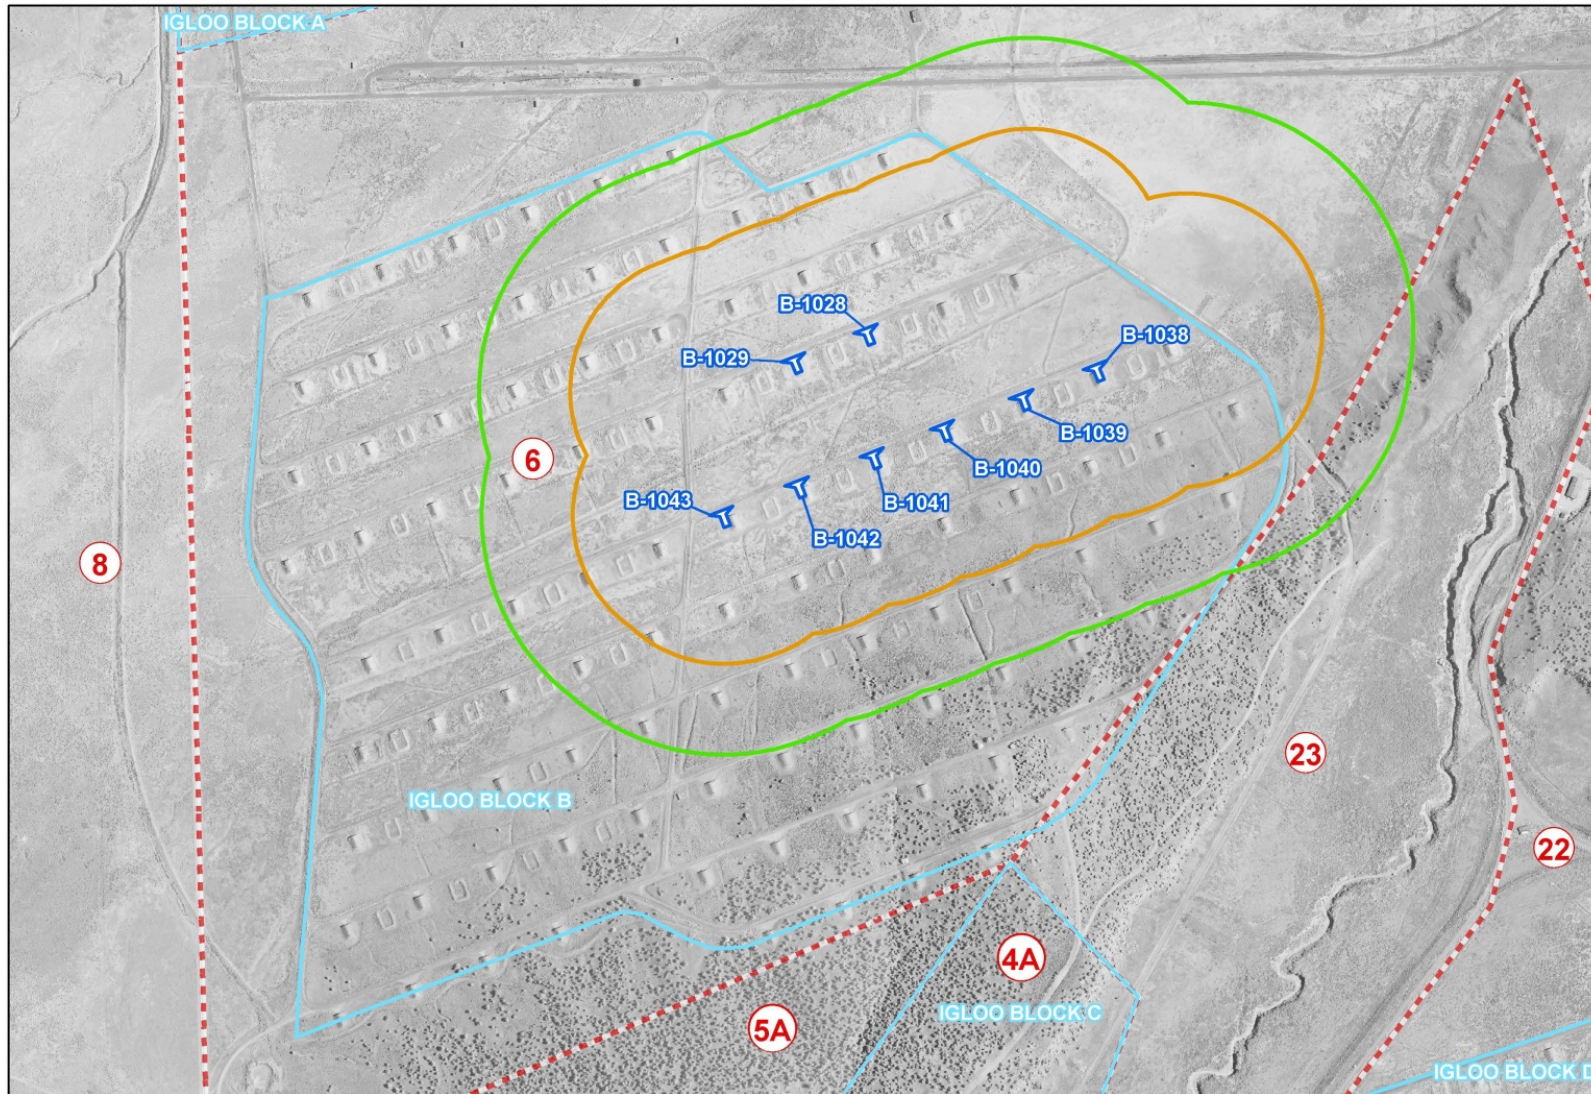 IGLOO BLOCK A
B-1028
B-1038
B-1029
B-1039
6
B-1040
B-1043
B-1041
B-1042
8
23
IGLOO BLOCK B
22
4A
IGLOO BLOCK C
5A
IGLOO BLOCK D